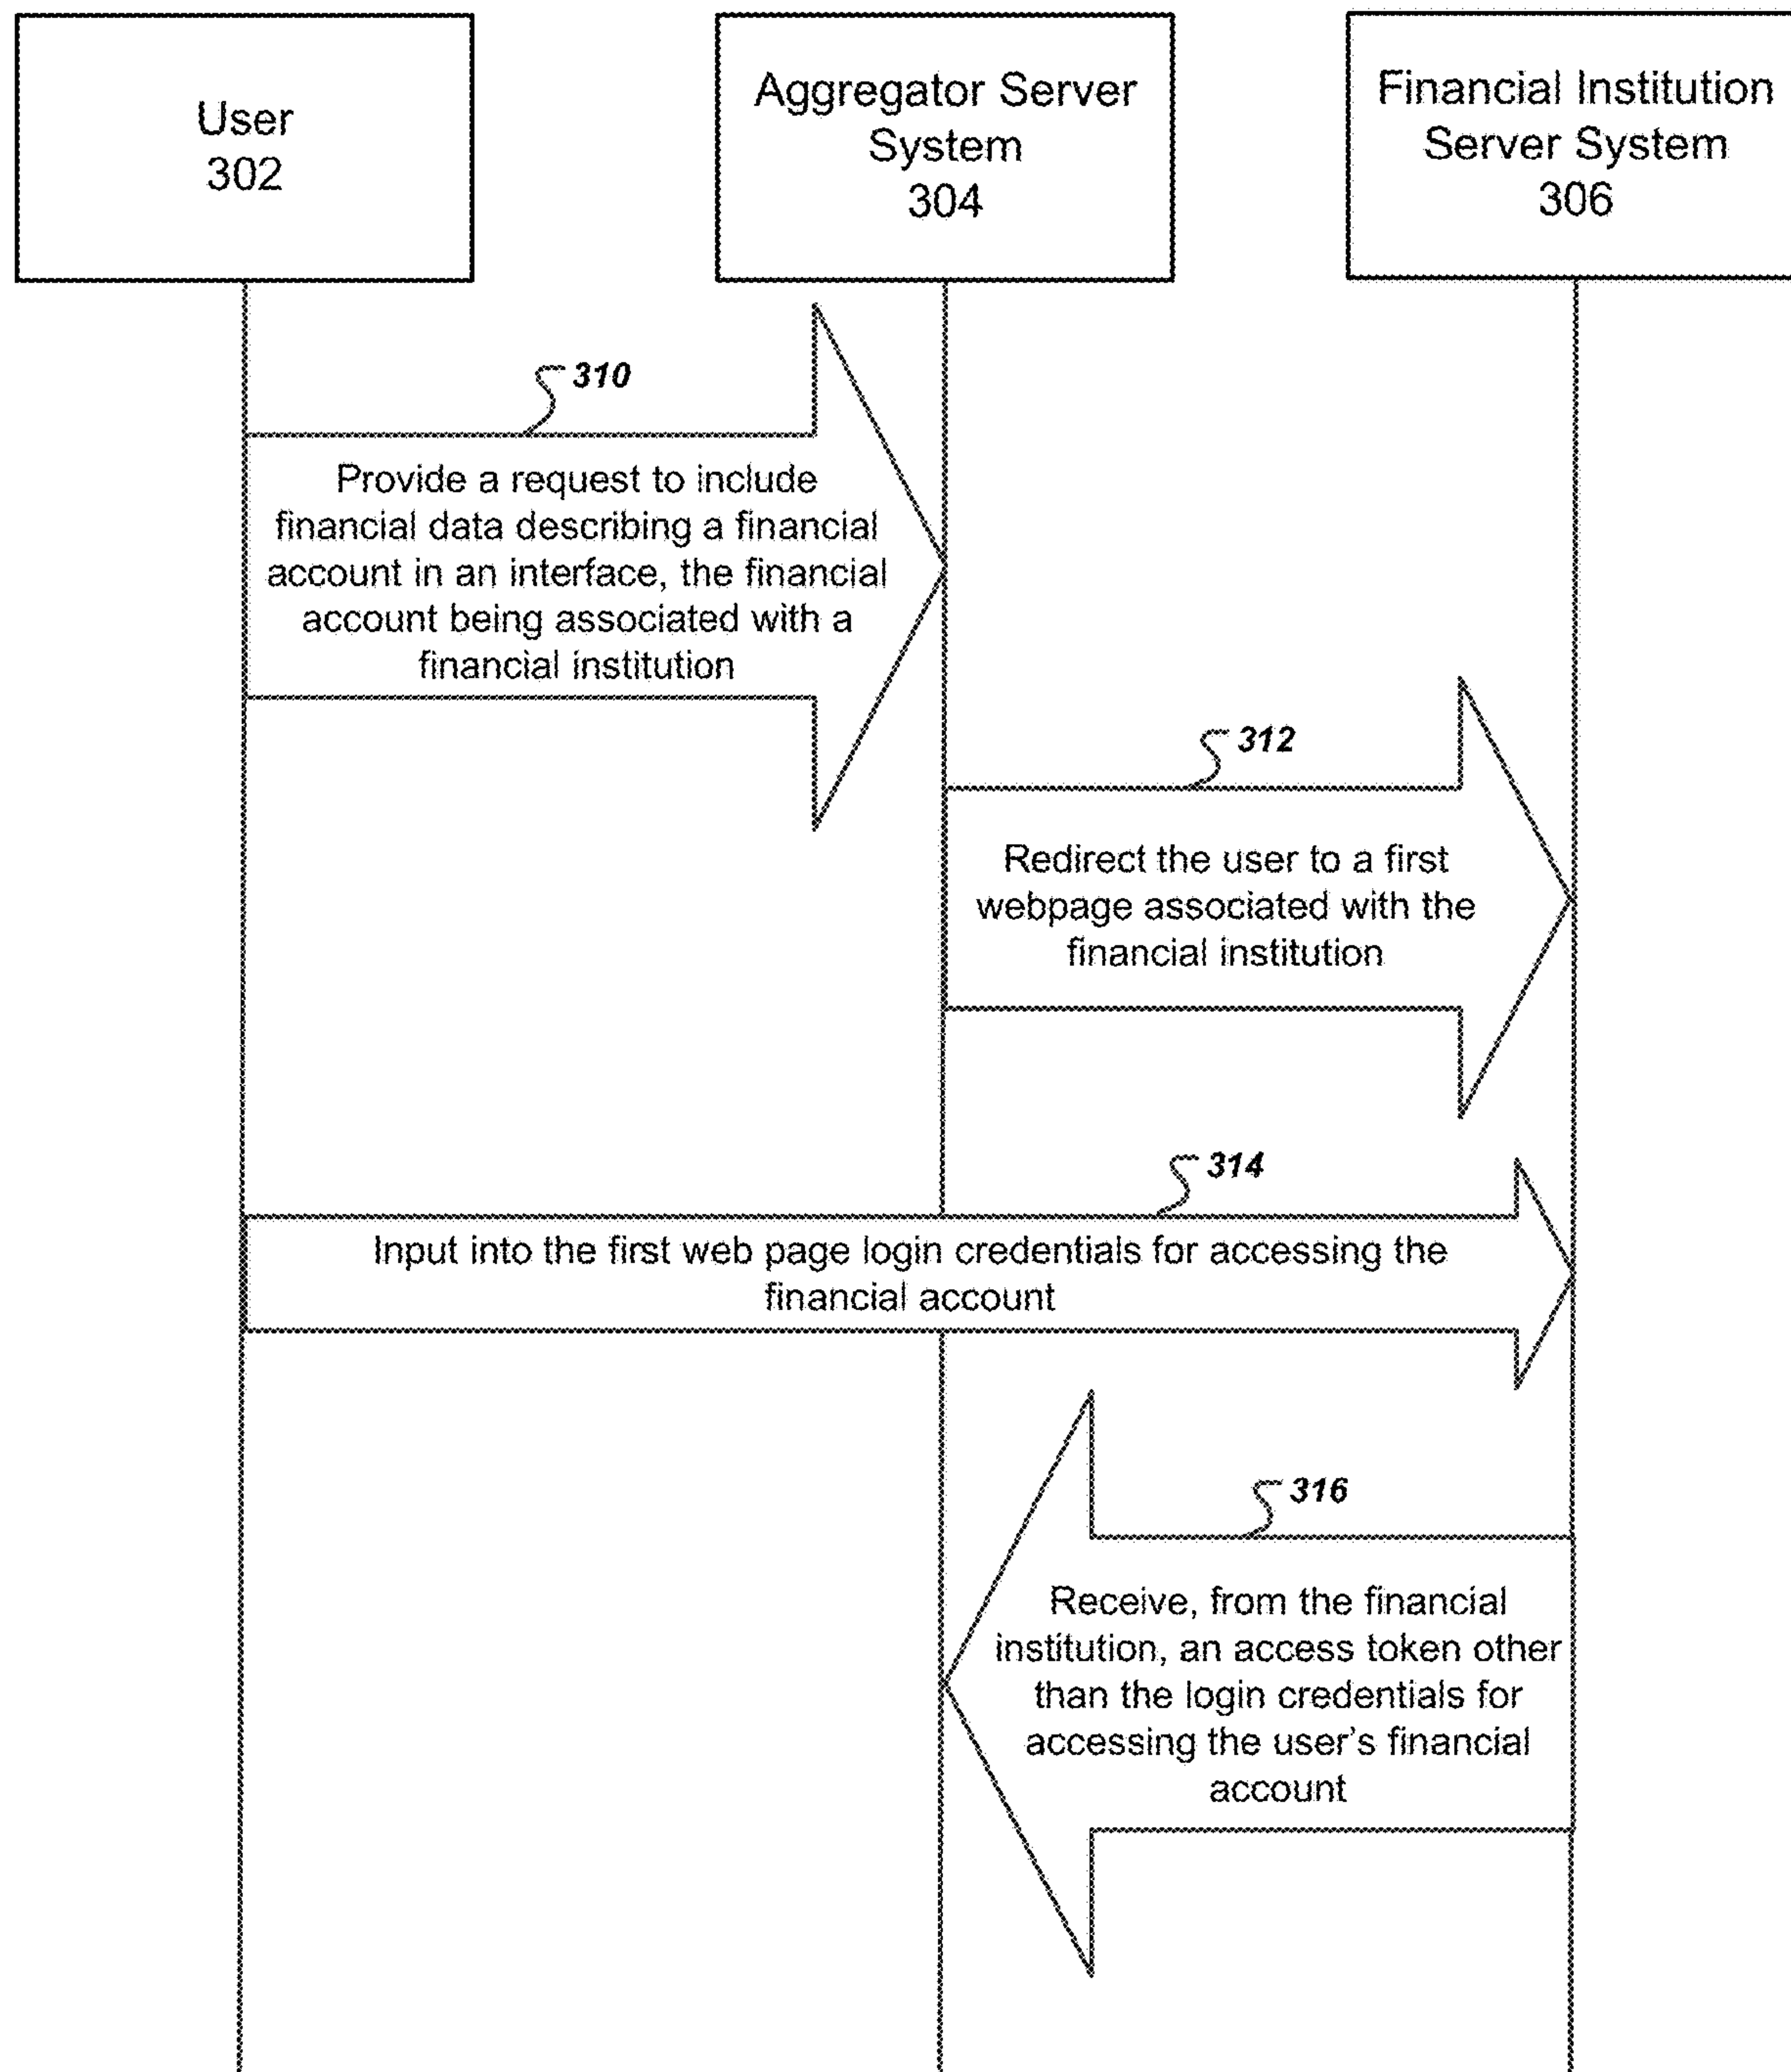 User
302
Aggregator Server
System
304
Financial Institution
Server System
306
310
Provide a request to include
financial data describing a financial
account in an interface, the financial
account being associated with a
financial institution
312
Redirect the user to a first
webpage associated with the
financial institution
314
Input into the first web page login credentials for accessing the
financial account
316
Receive, from the financial
institution, an access token other
than the login credentials for
accessing the user's financial
account